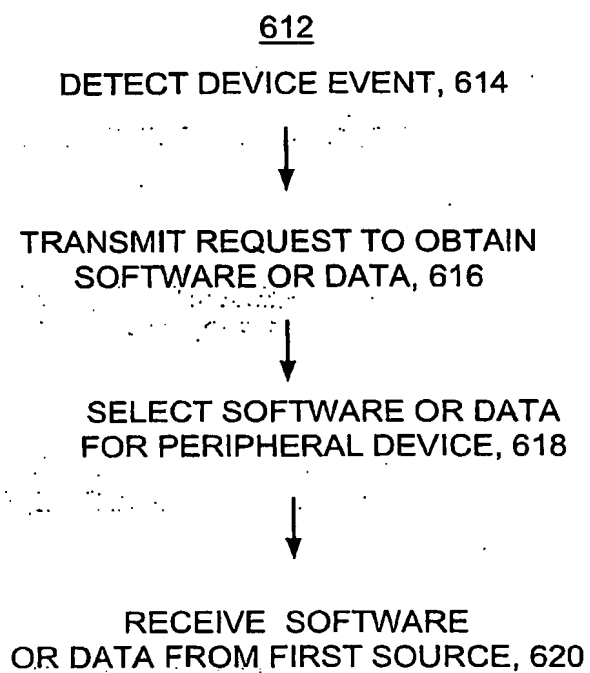 612
DETECT DEVICE EVENT, 614
TRANSMIT REQUEST TO OBTAIN
SOFTWARE OR DATA, 616
SELECT SOFTWARE OR DATA
FOR PERIPHERAL DEVICE, 618
RECEIVE SOFTWARE
OR DATA FROM FIRST SOURCE, 620